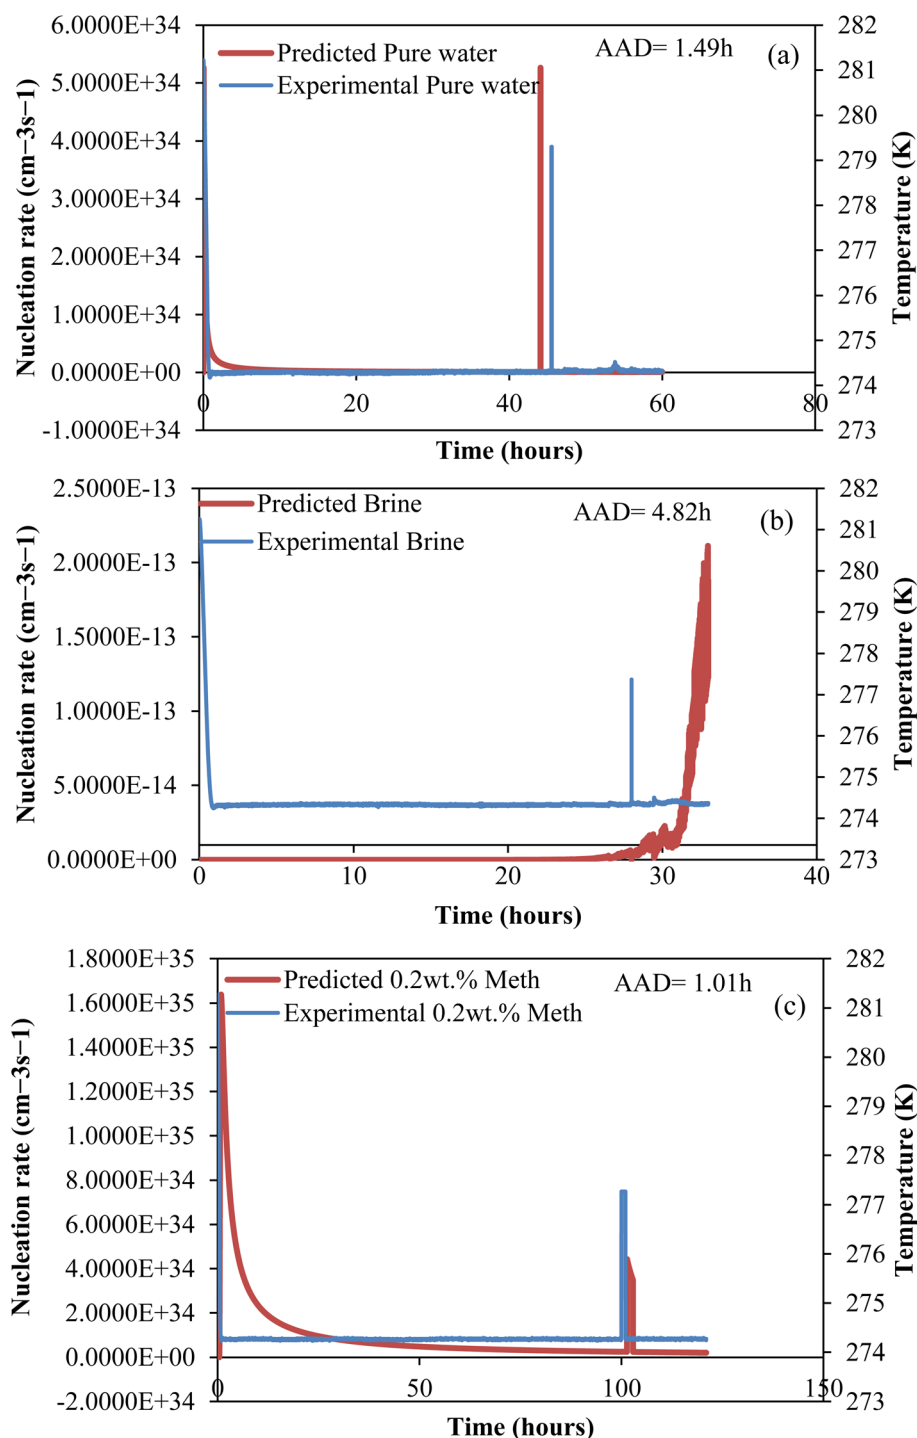 6.0000E+34
5.0000E+34
4.0000E+34
3.0000E+34
2.0000E+34
1.0000E+34
0.0000E+00
-1.0000E+34
Nucleation rate (cm−3s−1)
Predicted Pure water
Experimental Pure water
AAD= 1.49h
(a)
282
281
280
279
278
277
276
275
274
273
Temperature (K)
0
20
40
60
80
Time (hours)
2.5000E-13
2.0000E-13
1.5000E-13
1.0000E-13
5.0000E-14
0.0000E+00
Nucleation rate (cm−3s−1)
Predicted Brine
Experimental Brine
AAD= 4.82h
(b)
282
281
280
279
278
277
276
275
274
273
Temperature (K)
0
10
20
30
40
Time (hours)
1.8000E+35
1.6000E+35
1.4000E+35
1.2000E+35
1.0000E+35
8.0000E+34
6.0000E+34
4.0000E+34
2.0000E+34
0.0000E+00
-2.0000E+34
Nucleation rate (cm−3s−1)
Predicted 0.2wt.% Meth
Experimental 0.2wt.% Meth
AAD= 1.01h
(c)
282
281
280
279
278
277
276
275
274
273
Temperature (K)
0
50
100
150
Time (hours)